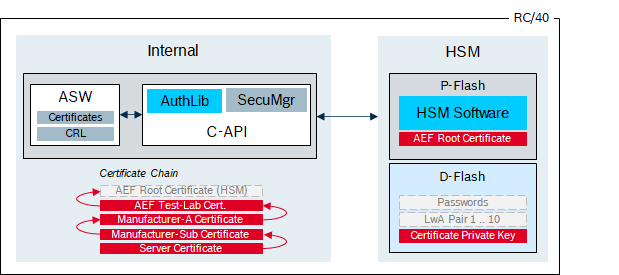 RC/40
Internal
ASW
Certificates
CRL
AuthLib
SecuMgr
C-API
Certificate Chain
AEF Root Certificate (HSM)
AEF Test-Lab Cert.
Manufacturer-A Certificate
Manufacturer-Sub Certificate
Server Certificate
HSM
P-Flash
HSM Software
AEF Root Certificate
D-Flash
Passwords
LwA Pair 1 .. 10
Certificate Private Key